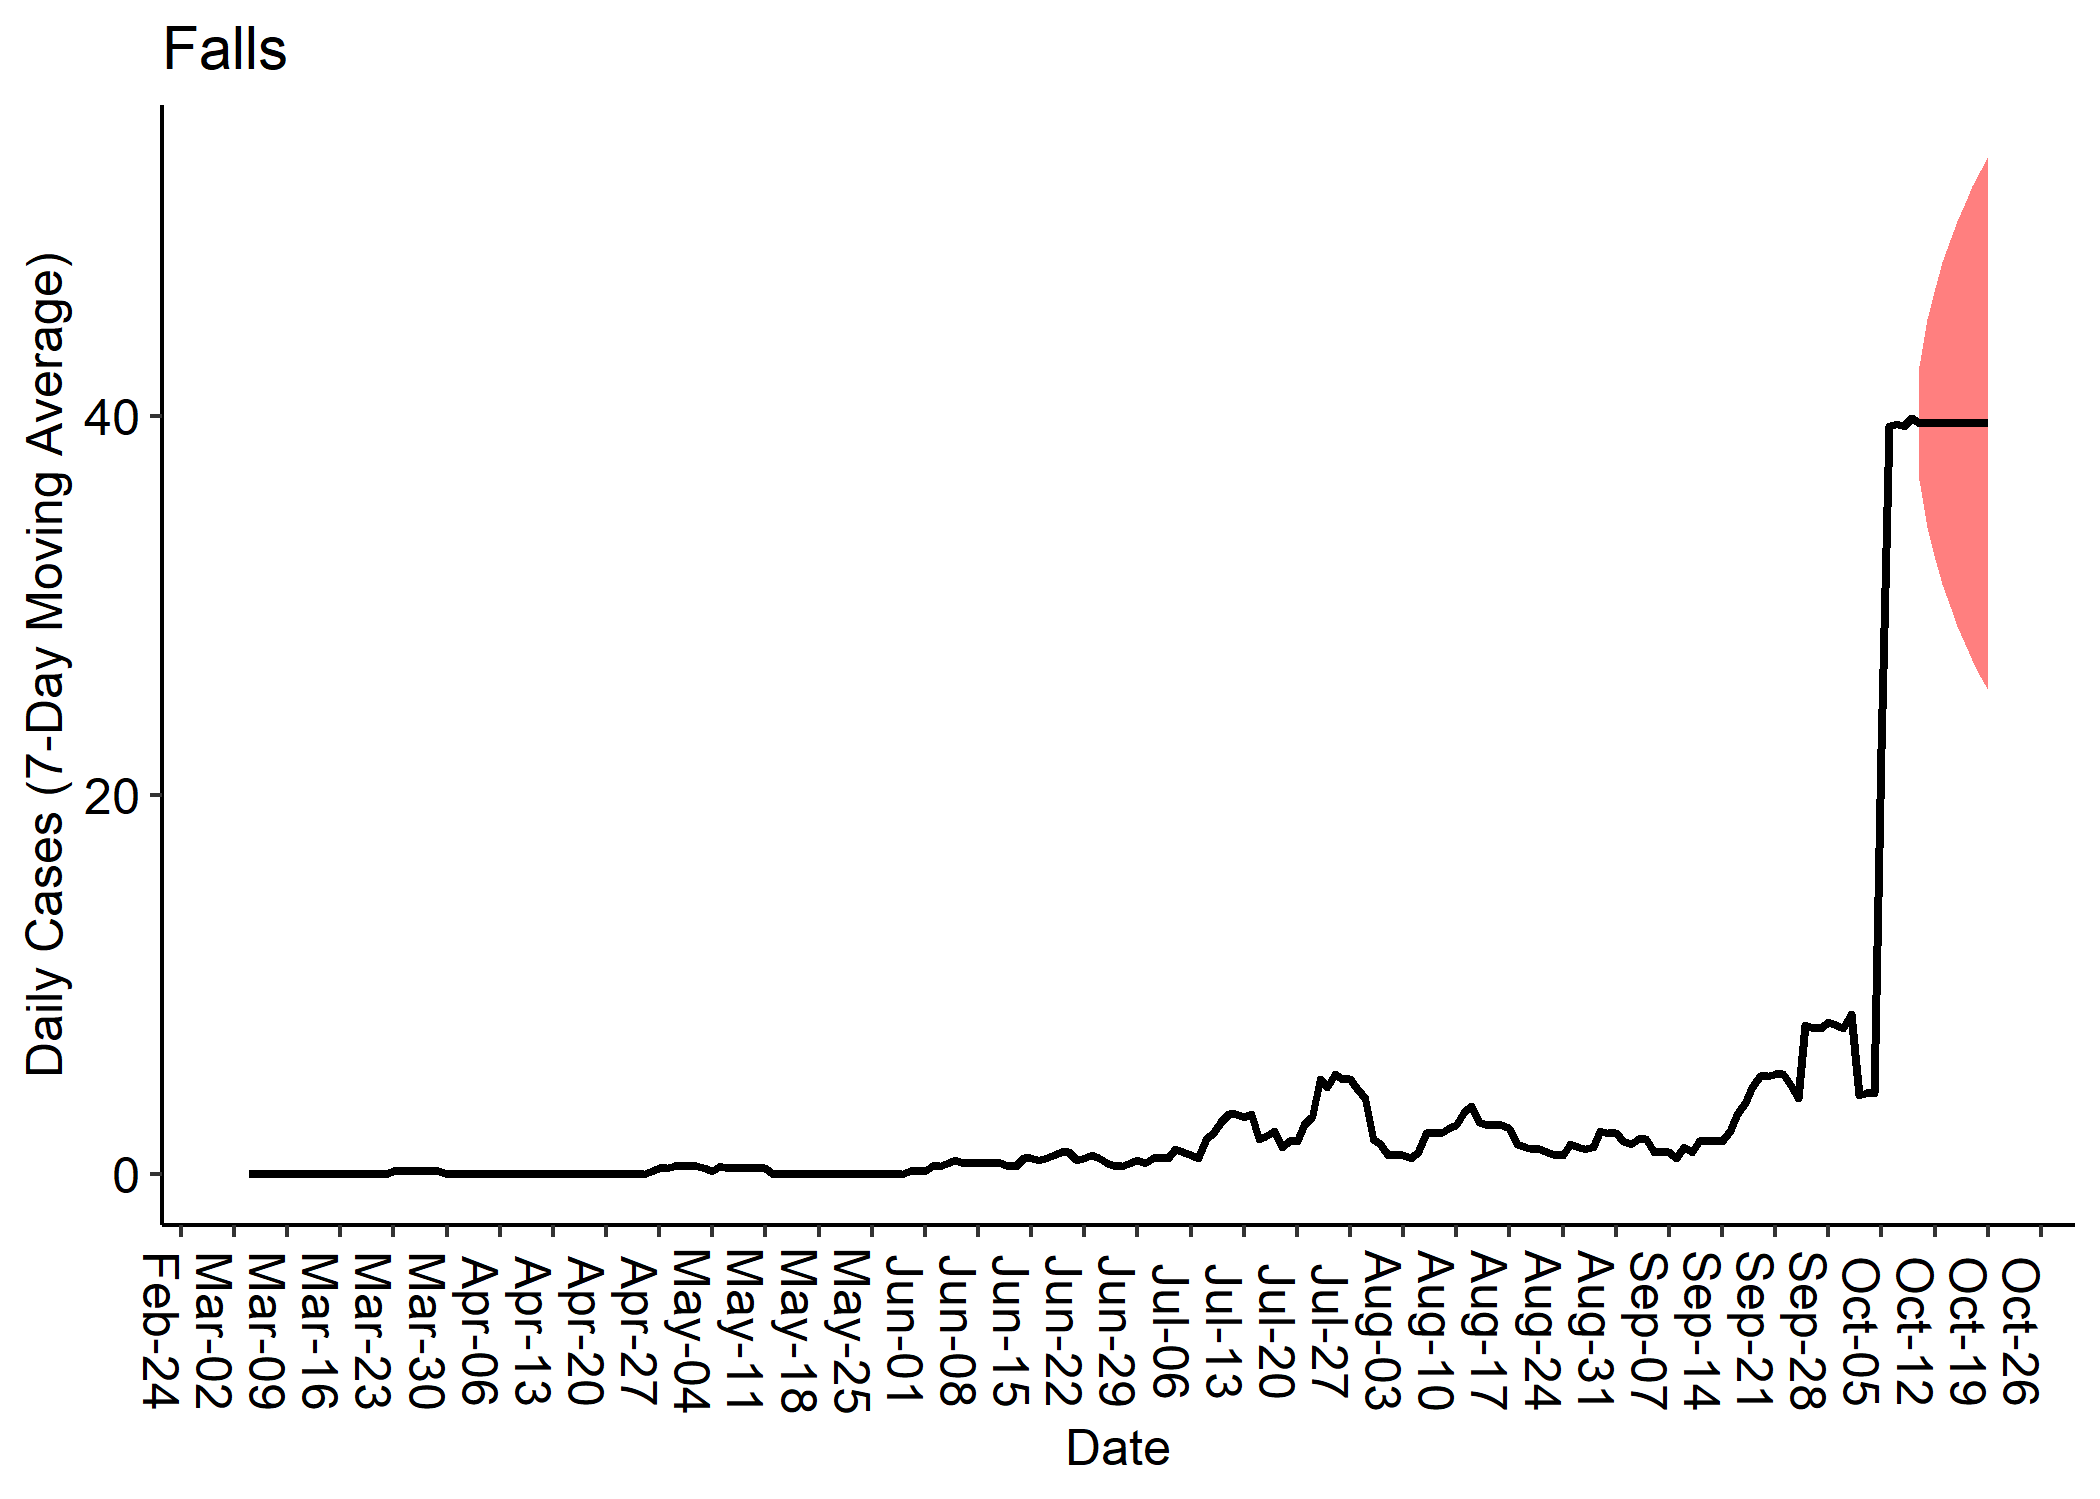 Falls
Daily Cases (7-Day Moving Average)
40
20
0
Feb-24
Mar-02
Mar-09
Mar-16
Mar-23
Mar-30
Apr-06
Apr-13
Apr-20
Apr-27
May-04
May-11
May-18
May-25
Jun-01
Jun-08
Jun-15
Jun-22
Jun-29
Jul-06
Jul-13
Jul-20
Jul-27
Aug-03
Aug-10
Aug-17
Aug-24
Aug-31
Sep-07
Sep-14
Sep-21
Sep-28
Oct-05
Oct-12
Oct-19
Oct-26
Date